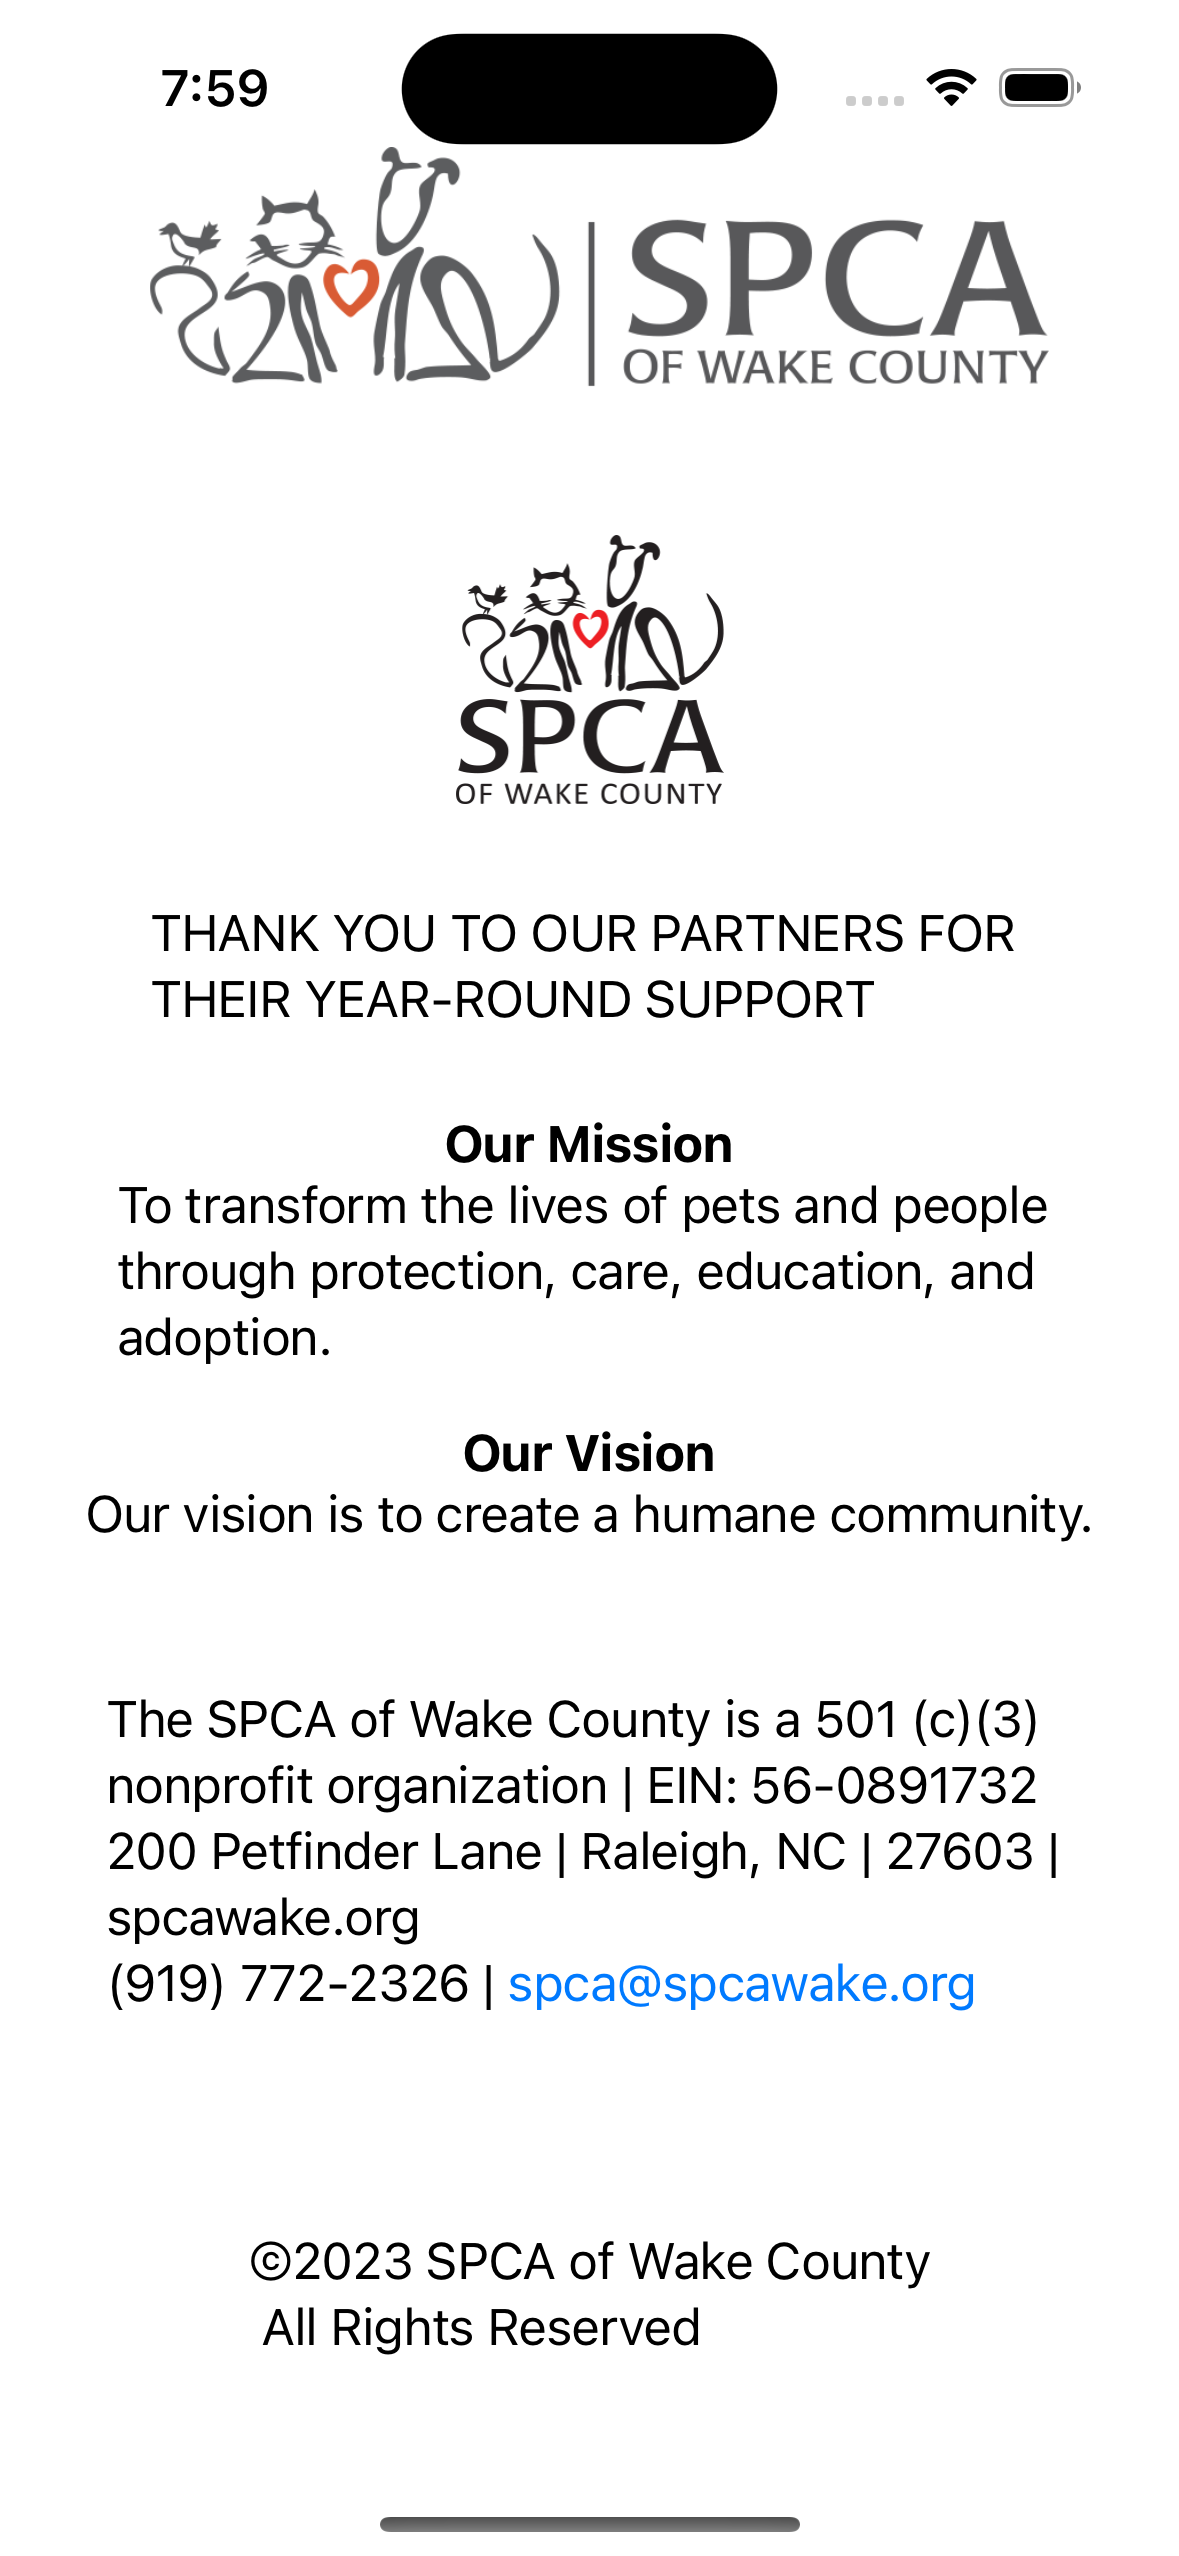 7:59
SPCA
OF WAKE COUNTY
SPCA
OF WAKE COUNTY
THANK YOU TO OUR PARTNERS FOR
THEIR YEAR-ROUND SUPPORT
Our Mission
To transform the lives of pets and people
through protection, care, education, and
adoption.
Our Vision
Our vision is to create a humane community.
The SPCA of Wake County is a 501 (c)(3)
nonprofit organization | EIN: 56-0891732
200 Petfinder Lane | Raleigh, NC | 27603 |
spcawake.org
(919) 772-2326 | spca@spcawake.org
©2023 SPCA of Wake County
All Rights Reserved